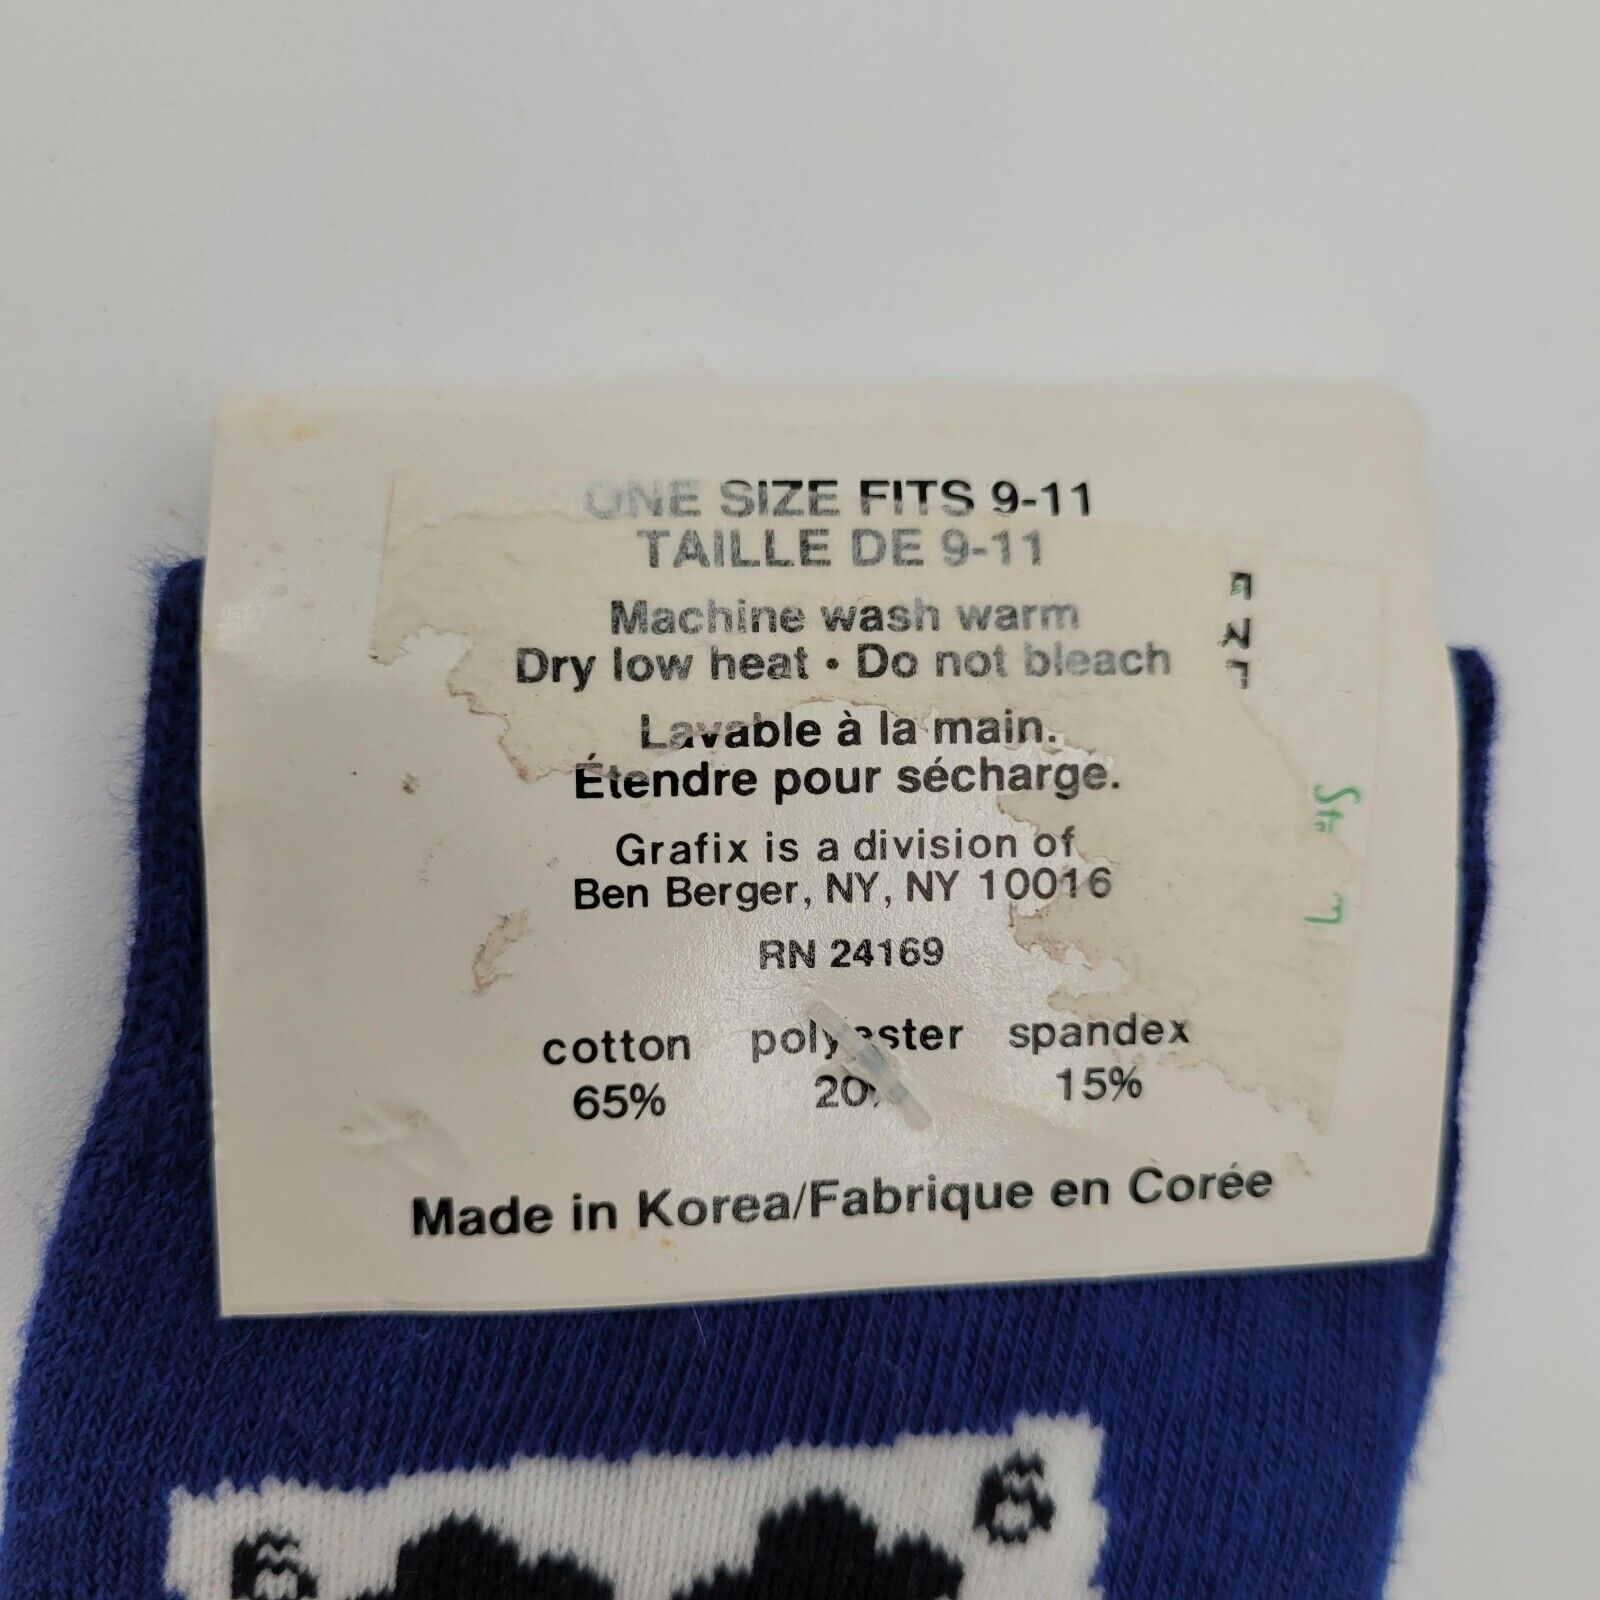 ONE SIZE FITS 9-11
TAILLE DE 9-11
Machine wash warm
Dry low heat • Do not bleach
Lavable à la main.
Étendre pour sécharge.
Grafix is a division of
Ben Berger, NY, NY 10016
RN 24169
cotton polyester spandex
65% 20% 15%
Made in Korea/Fabrique en Corée